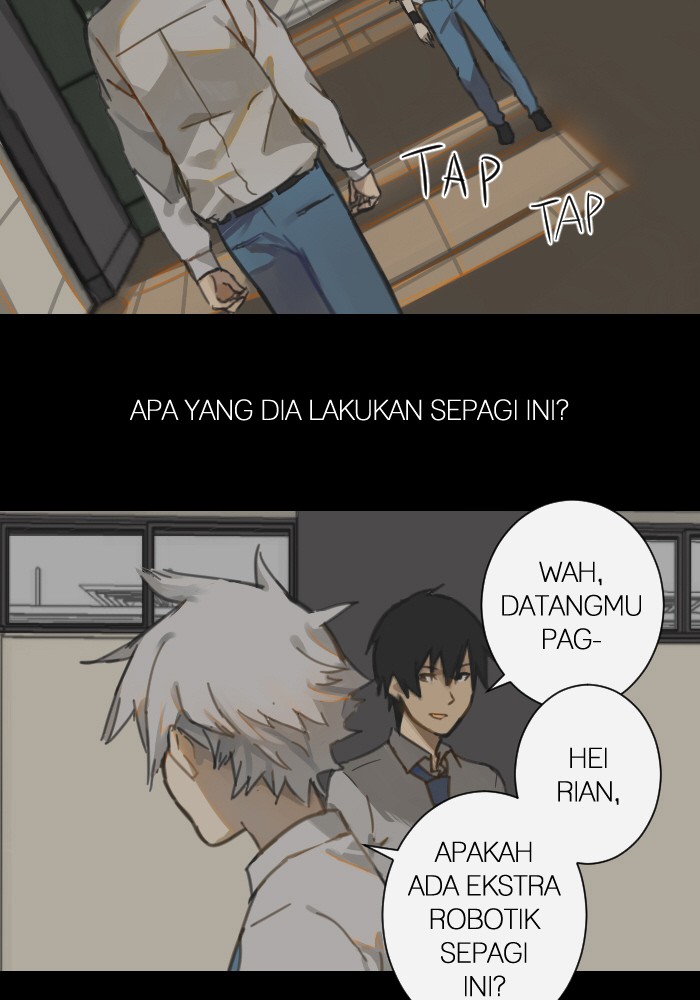 TAP
TAP
APA YANG DIA LAKUKAN SEPAGI INI?
WAH,
DATANGMU
PAG-
HEI
RIAN,
APAKAH
ADA EKSTRA
ROBOTIK
SEPAGI
INI?